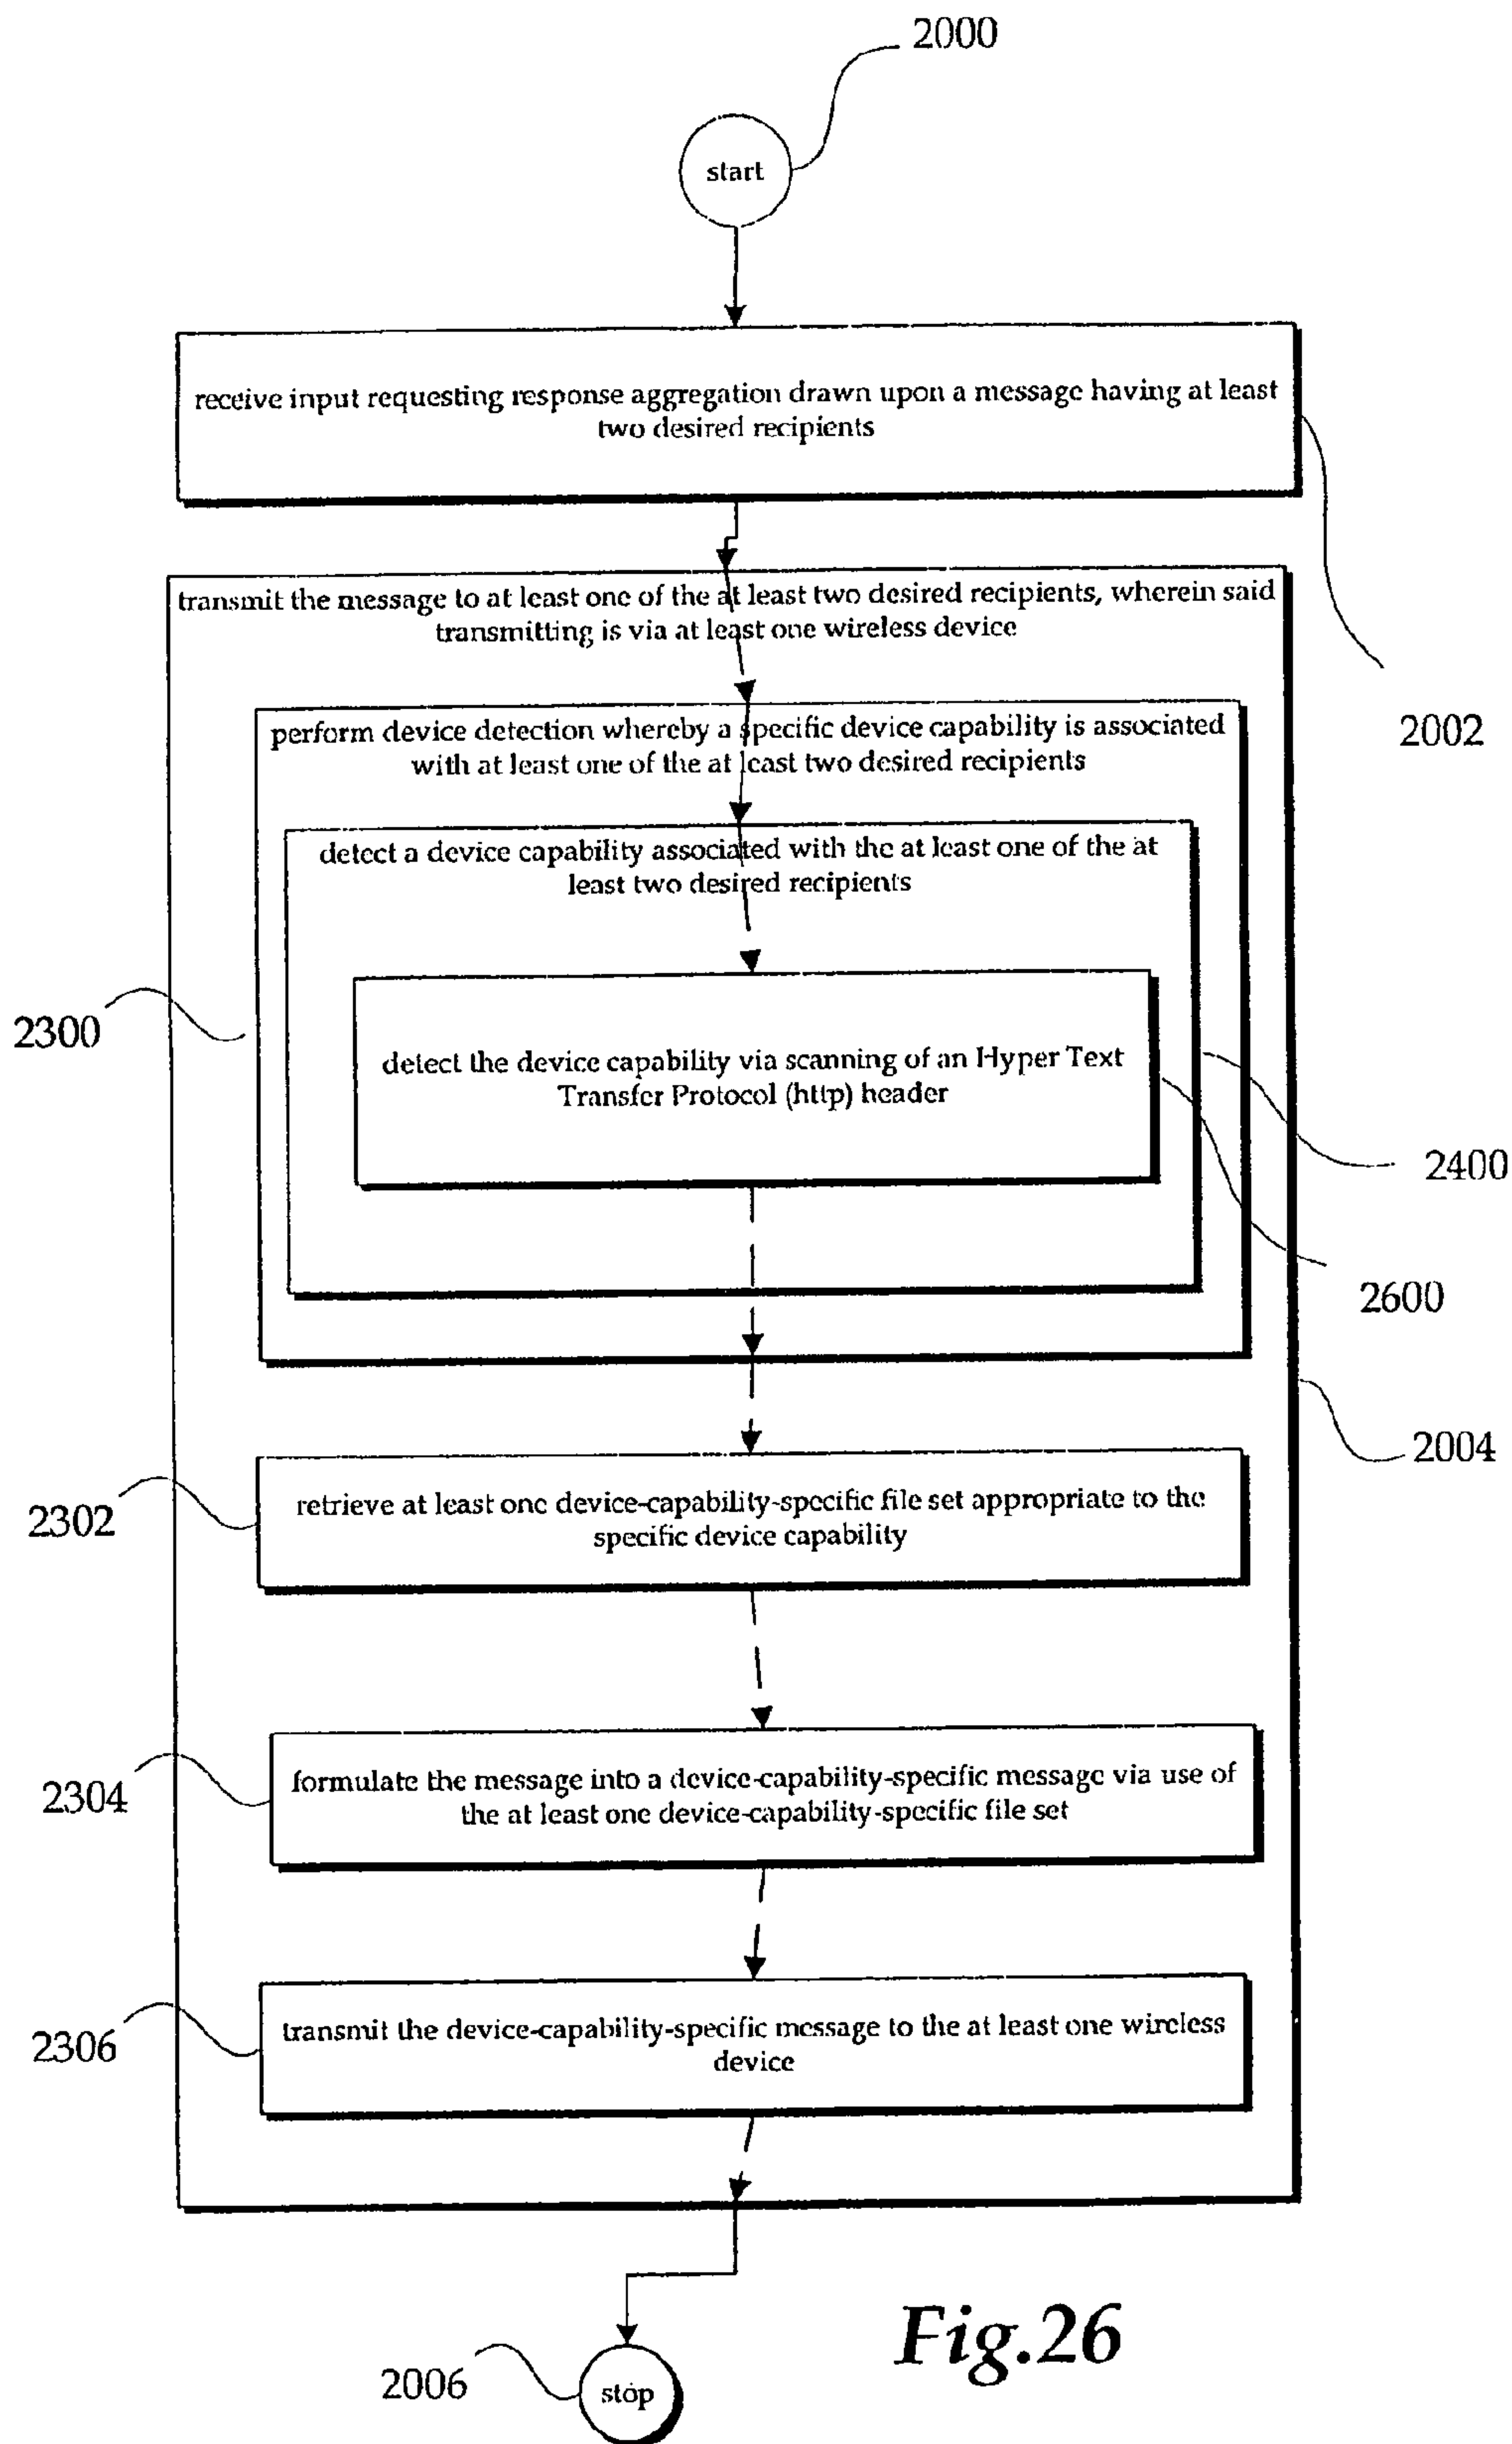 2000
start
receive input requesting response aggregation drawn upon a message having at least
two desired recipients
transmit the message to at least one of the at least two desired recipients, wherein said
transmitting is via at least one wireless device
2002
perform device detection whereby a specific device capability is associated
with at least one of the at least two desired recipients
detect a device capability associated with the at least one of the at
least two desired recipients
2300
detect the device capability via scanning of an Hyper Text
Transfer Protocol (http) header
2400
2600
2004
2302
retrieve at least one device-capability-specific file set appropriate to the
specific device capability
2304
formulate the message into a device-capability-specific message via use of
the at least one device-capability-specific file set
2306
transmit the device-capability-specific message to the at least one wireless
device
Fig.26
2006
stop